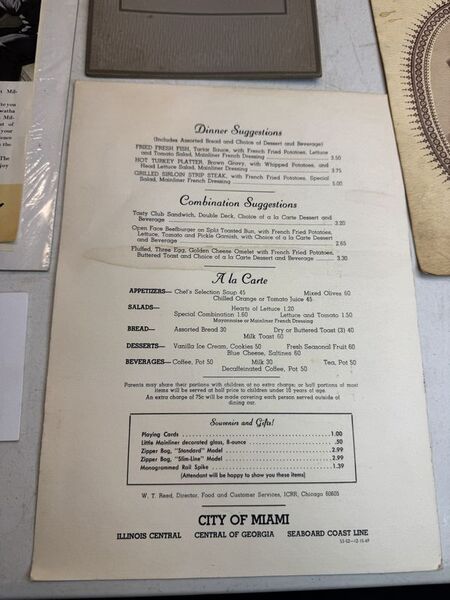 Dinner Suggestions
(Includes Assorted Bread and Choice of Dessert and Beverage)
FRIED FRESH FISH, Tartar Sauce, with French Fried Potatoes, Lettuce
and Tomato Salad, Mainliner French Dressing 3.50
HOT TURKEY PLATTER, Brown Gravy, with Whipped Potatoes, and
Head Lettuce Salad, Mainliner French Dressing 3.75
GRILLED SIRLOIN STRIP STEAK, with French Fried Potatoes, Special
Salad, Mainliner French Dressing 5.00
Combination Suggestions
Tasty Club Sandwich, Double Deck, Choice of a la Carte Dessert and
Beverage 3.20
Open Face Beefburger on Split Toasted Bun, with French Fried Potatoes,
Lettuce, Tomato and Pickle Garnish, with Choice of a la Carte Dessert
and Beverage 2.65
Fluffed, Three Egg, Golden Cheese Omelet with French Fried Potatoes,
Buttered Toast and Choice of a la Carte Dessert and Beverage 3.30
A la Carte
APPETIZERS— Chef's Selection Soup 45 Mixed Olives 60
Chilled Orange or Tomato Juice 45
SALADS— Hearts of Lettuce 1.20
Special Combination 1.60 Lettuce and Tomato 1.50
Mayonnaise or Mainliner French Dressing
BREAD— Assorted Bread 30 Dry or Buttered Toast (3) 40
Milk Toast 60
DESSERTS— Vanilla Ice Cream, Cookies 50 Fresh Seasonal Fruit 60
Blue Cheese, Saltines 60
BEVERAGES—Coffee, Pot 50 Milk 30 Tea, Pot 50
Decaffeinated Coffee, Pot 50
Parents may share their portions with children at no extra charge; or half portions of most
items will be served at half price to children under 10 years of age.
An extra charge of 75c will be made covering each person served outside of
dining car.
Souvenirs and Gifts!
Playing Cards 1.00
Little Mainliner decorated glass, 8-ounce .50
Zipper Bag, "Standard" Model 2.99
Zipper Bag, "Slim-Line" Model 2.99
Monogrammed Rail Spike 1.39
(Attendant will be happy to show you these items)
W. T. Reed, Director, Food and Customer Services, ICRR, Chicago 60605
CITY OF MIAMI
ILLINOIS CENTRAL CENTRAL OF GEORGIA SEABOARD COAST LINE